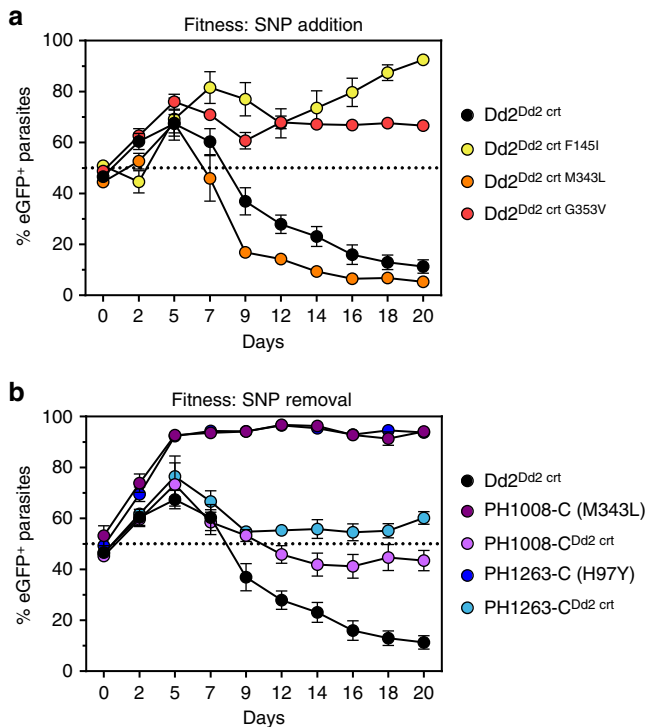 a
Fitness: SNP addition
100
80
60
40
20
0
% eGFP⁺ parasites
0 2 5 7 9 12 14 16 18 20
Days
Dd2ᴰᵈ² ᶜʳᵗ
Dd2ᴰᵈ² ᶜʳᵗ F145I
Dd2ᴰᵈ² ᶜʳᵗ M343L
Dd2ᴰᵈ² ᶜʳᵗ G353V
b
Fitness: SNP removal
100
80
60
40
20
0
% eGFP⁺ parasites
0 2 5 7 9 12 14 16 18 20
Days
Dd2ᴰᵈ² ᶜʳᵗ
PH1008-C (M343L)
PH1008-Cᴰᵈ² ᶜʳᵗ
PH1263-C (H97Y)
PH1263-Cᴰᵈ² ᶜʳᵗ